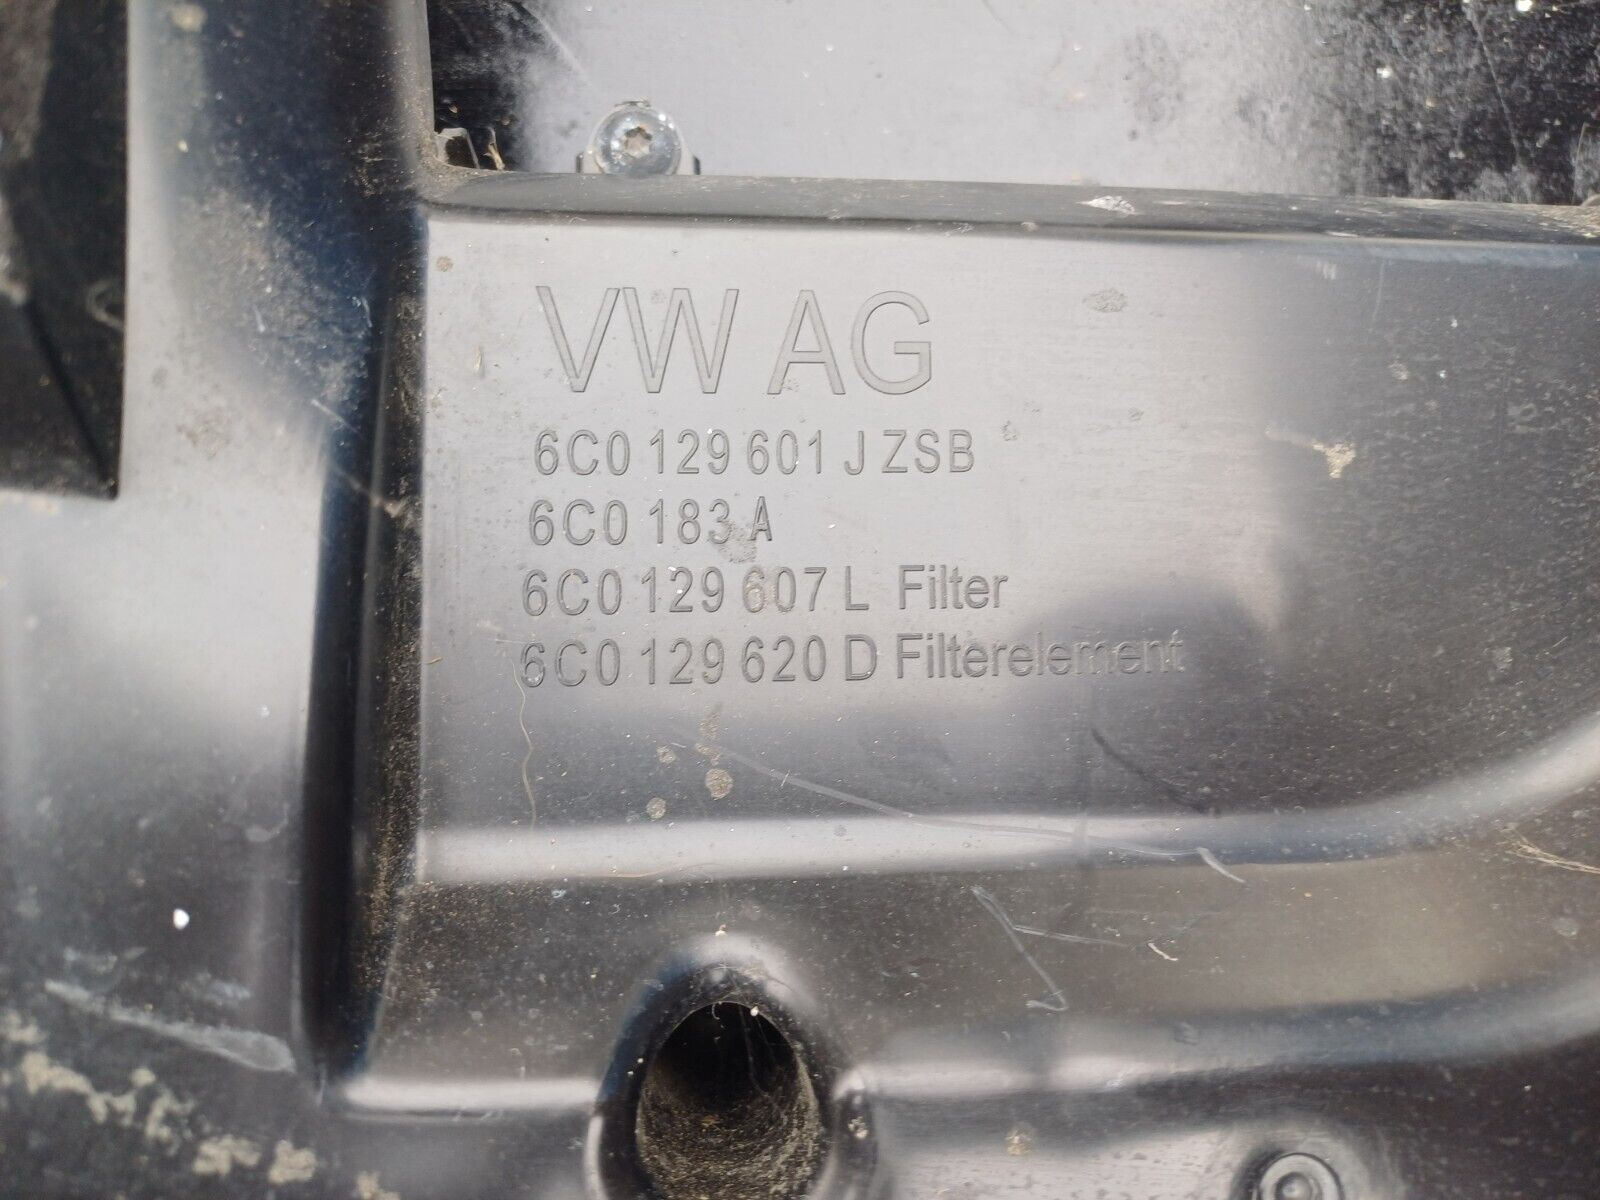 VW AG
6C0 129 601 J ZSB
6C0 183 A
6C0 129 607 L Filter
6C0 129 620 D Filterelement